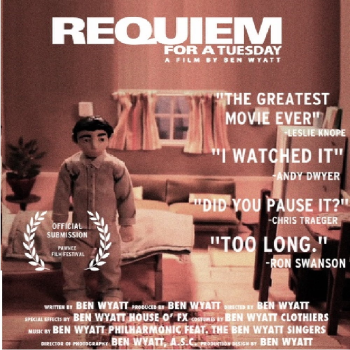 REQUIEM
FOR A TUESDAY
A FILM BY BEN WYATT
"THE GREATEST
MOVIE EVER"
-LESLIE KNOPE
"I WATCHED IT"
-ANDY DWYER
"DID YOU PAUSE IT?"
-CHRIS TRAEGER
"TOO LONG."
-RON SWANSON
OFFICIAL
SUBMISSION
PAWNEE
FILM FESTIVAL
WRITTEN BY BEN WYATT PRODUCED BY BEN WYATT DIRECTED BY BEN WYATT
SPECIAL EFFECTS BY BEN WYATT HOUSE O' FX COSTUMES BY BEN WYATT CLOTHIERS
MUSIC BY BEN WYATT PHILHARMONIC FEAT. THE BEN WYATT SINGERS
DIRECTOR OF PHOTOGRAPHY BEN WYATT, A.S.C. PRODUCTION DESIGN BY BEN WYATT